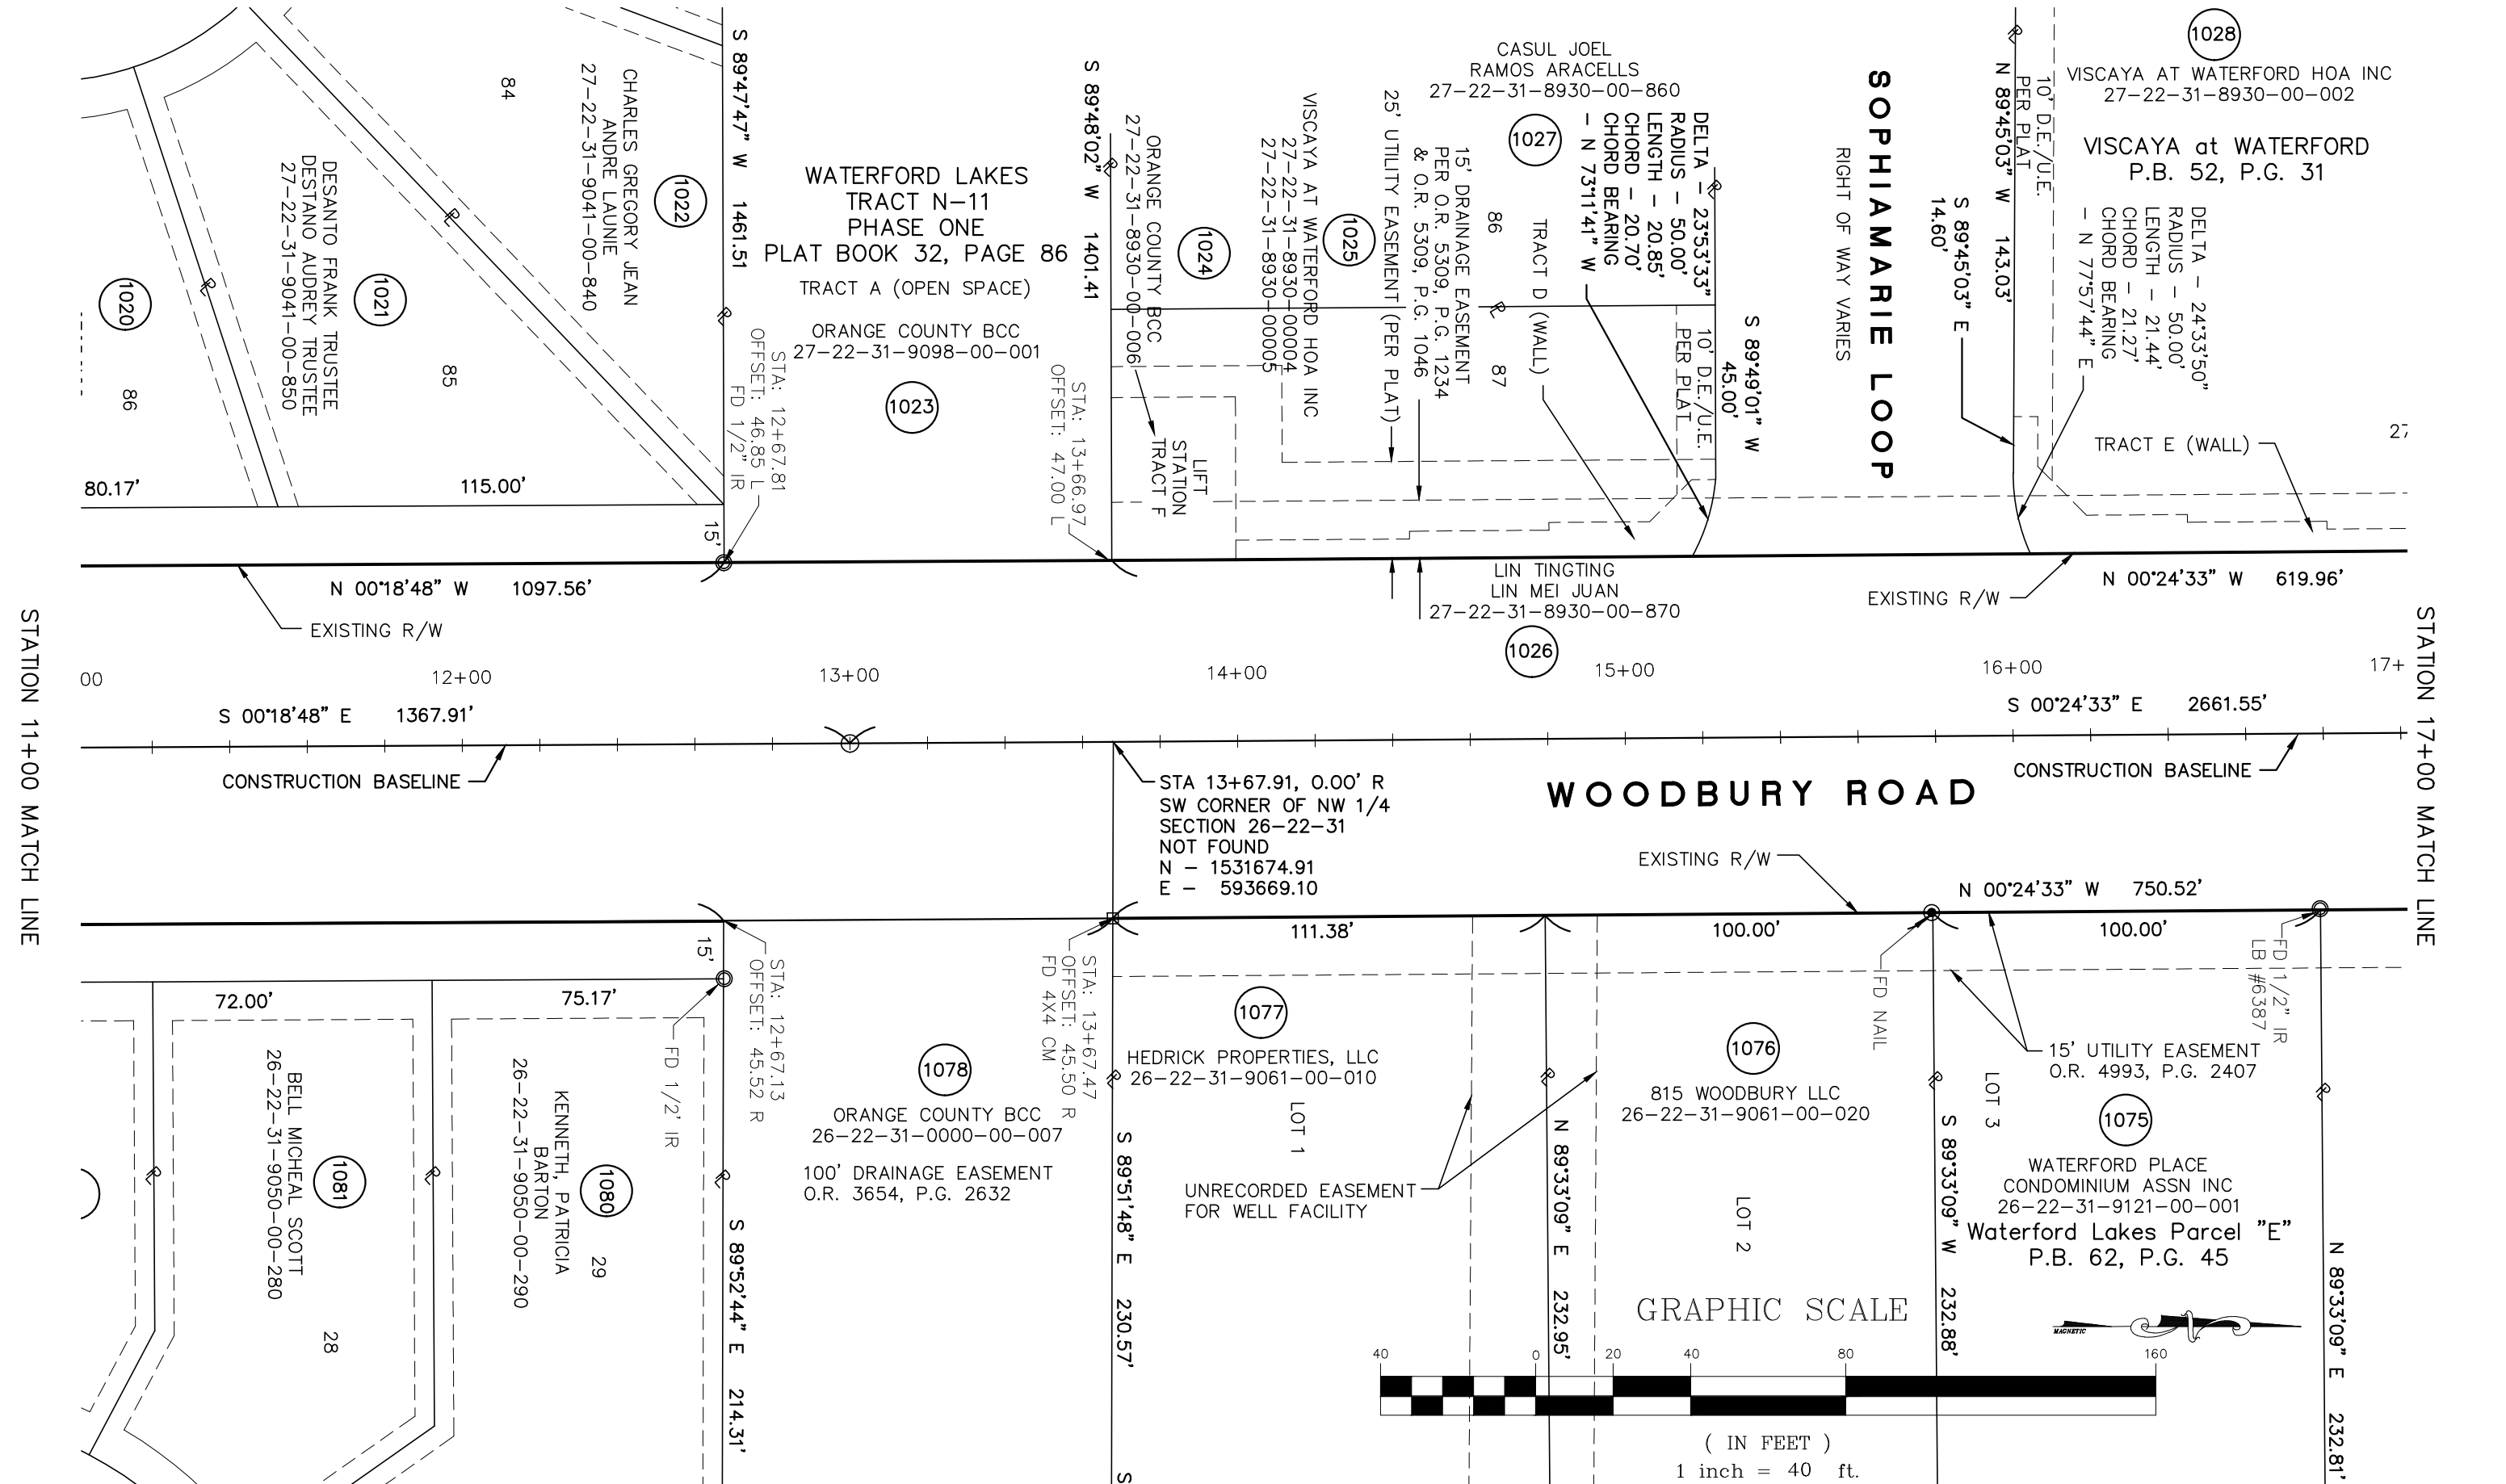 STATION 11+00 MATCH LINE
80.17'
1020
86
DESANTO FRANK TRUSTEE
DESTANO AUDREY TRUSTEE
27-22-31-9041-00-850
1021
85
115.00'
84
CHARLES GREGORY JEAN
ANDRE LAUNIE
27-22-31-9041-00-840
1022
S 89°47'47" W 1461.51
WATERFORD LAKES
TRACT N-11
PHASE ONE
PLAT BOOK 32, PAGE 86
TRACT A (OPEN SPACE)
ORANGE COUNTY BCC
27-22-31-9098-00-001
1023
STA: 12+67.81
OFFSET: 46.85 L
FD 1/2" IR
15'
S 89°48'02" W 1401.41
STA: 13+66.97
OFFSET: 47.00 L
ORANGE COUNTY BCC
27-22-31-8930-00-006
1024
LIFT
STATION
TRACT F
VISCAYA AT WATERFORD HOA INC
27-22-31-8930-00004
27-22-31-8930-00005
1025
25' UTILITY EASEMENT (PER PLAT)
15' DRAINAGE EASEMENT
PER O.R. 5309, P.G. 1234
& O.R. 5309, P.G. 1046
CASUL JOEL
RAMOS ARACELLS
27-22-31-8930-00-860
1027
86
87
TRACT D (WALL)
DELTA - 23°53'33"
RADIUS - 50.00'
LENGTH - 20.85'
CHORD - 20.70'
CHORD BEARING
- N 73°11'41" W
10' D.E./U.E.
PER PLAT
S 89°49'01" W
45.00'
SOPHIAMARIE LOOP
RIGHT OF WAY VARIES
S 89°45'03" E
14.60'
N 89°45'03" W 143.03'
10' D.E./U.E.
PER PLAT
1028
VISCAYA AT WATERFORD HOA INC
27-22-31-8930-00-002
VISCAYA at WATERFORD
P.B. 52, P.G. 31
DELTA - 24°33'50"
RADIUS - 50.00'
LENGTH - 21.44'
CHORD - 21.27'
CHORD BEARING
- N 77°57'44" E
TRACT E (WALL)
27
N 00°18'48" W 1097.56'
EXISTING R/W
LIN TINGTING
LIN MEI JUAN
27-22-31-8930-00-870
1026
EXISTING R/W
N 00°24'33" W 619.96'
00
12+00
13+00
14+00
15+00
16+00
17+
S 00°18'48" E 1367.91'
S 00°24'33" E 2661.55'
CONSTRUCTION BASELINE
STA 13+67.91, 0.00' R
SW CORNER OF NW 1/4
SECTION 26-22-31
NOT FOUND
N - 1531674.91
E - 593669.10
WOODBURY ROAD
CONSTRUCTION BASELINE
STATION 17+00 MATCH LINE
EXISTING R/W
N 00°24'33" W 750.52'
111.38'
100.00'
100.00'
15'
72.00'
75.17'
STA: 12+67.13
OFFSET: 45.52 R
FD 1/2' IR
STA: 13+67.47
OFFSET: 45.50 R
FD 4X4 CM
FD NAIL
FD 1/2" IR
LB #6387
BELL MICHEAL SCOTT
26-22-31-9050-00-280
1081
28
KENNETH, PATRICIA
BARTON
26-22-31-9050-00-290
1080
29
S 89°52'44" E 214.31'
1078
ORANGE COUNTY BCC
26-22-31-0000-00-007
100' DRAINAGE EASEMENT
O.R. 3654, P.G. 2632
1077
HEDRICK PROPERTIES, LLC
26-22-31-9061-00-010
LOT 1
S 89°51'48" E 230.57'
S
UNRECORDED EASEMENT
FOR WELL FACILITY
N 89°33'09" E 232.95'
1076
815 WOODBURY LLC
26-22-31-9061-00-020
LOT 2
S 89°33'09" W 232.88'
15' UTILITY EASEMENT
O.R. 4993, P.G. 2407
LOT 3
1075
WATERFORD PLACE
CONDOMINIUM ASSN INC
26-22-31-9121-00-001
Waterford Lakes Parcel "E"
P.B. 62, P.G. 45
N 89°33'09" E 232.81'
MAGNETIC
GRAPHIC SCALE
40 0 20 40 80 160
( IN FEET )
1 inch = 40 ft.